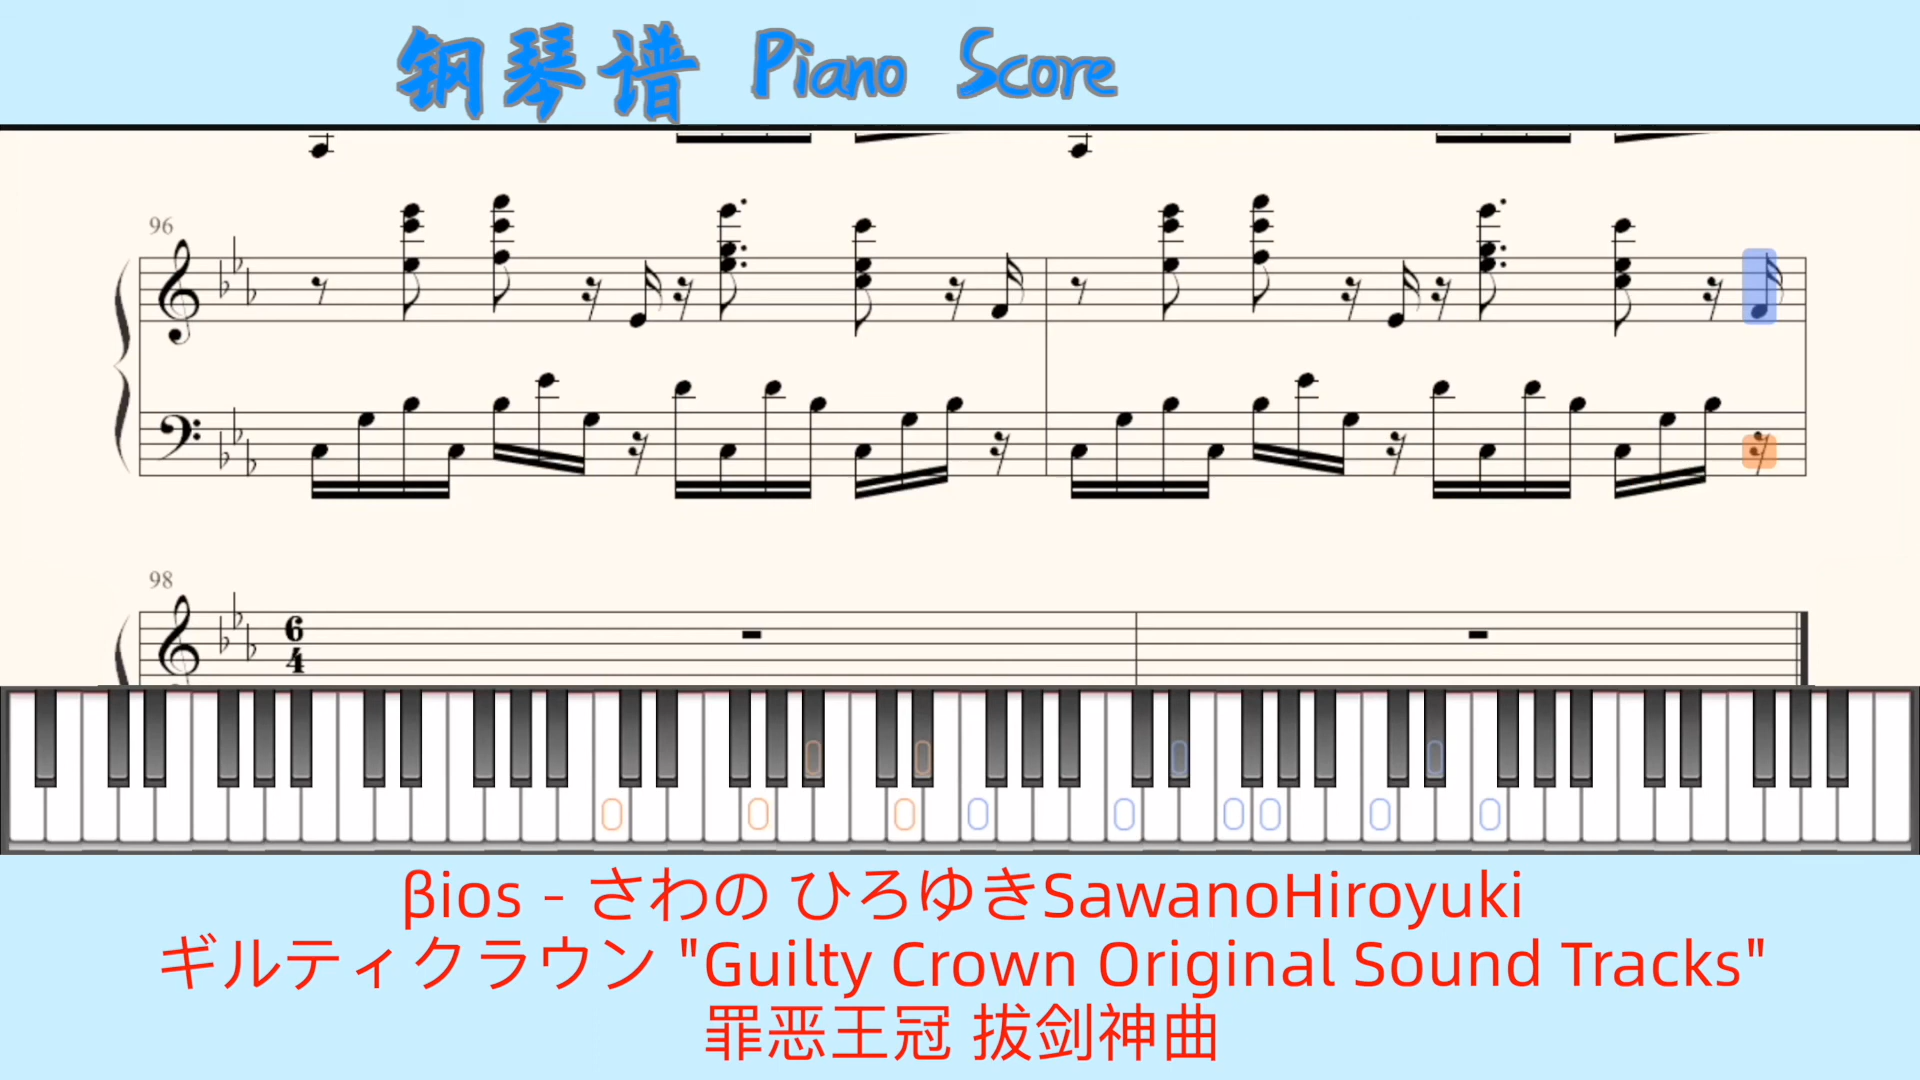 钢琴谱 Piano Score
96
98
6
4
βios - さわの ひろゆきSawanoHiroyuki
ギルティクラウン "Guilty Crown Original Sound Tracks"
罪恶王冠 拔剑神曲